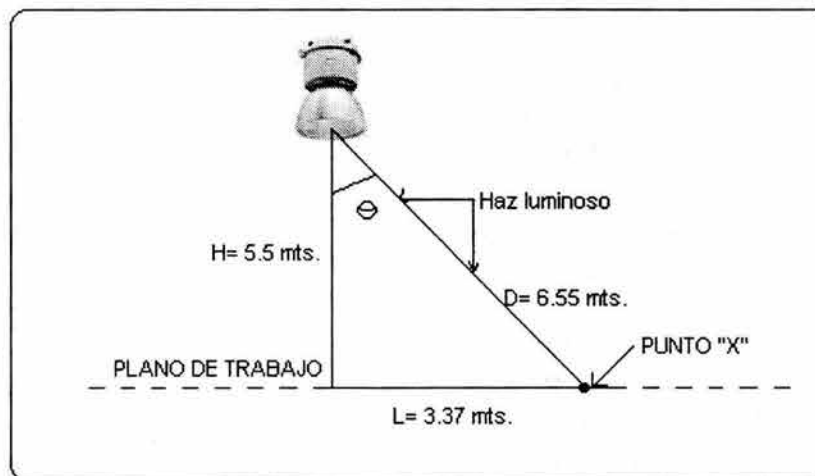 Haz luminoso
Θ
H= 5.5 mts.
D= 6.55 mts.
PUNTO "X"
PLANO DE TRABAJO
L= 3.37 mts.